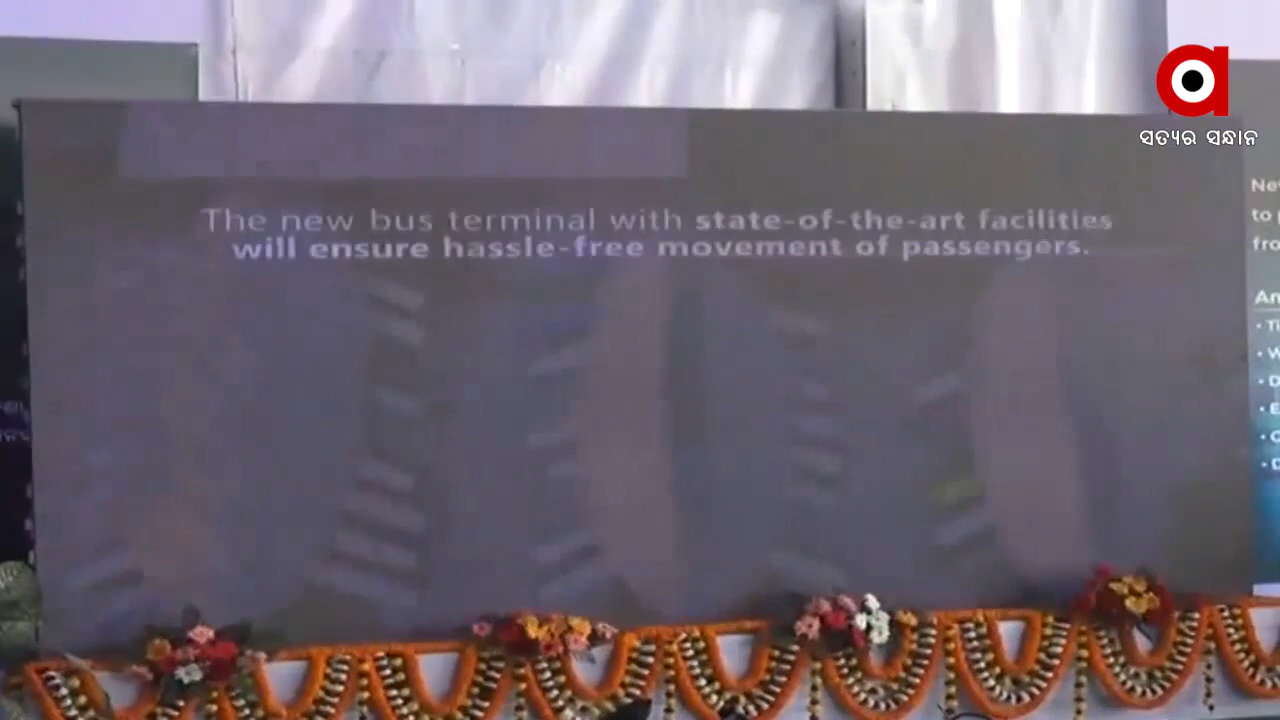 ସତ୍ୟର ସନ୍ଧାନ
The new bus terminal with state-of-the-art facilities
will ensure hassle-free movement of passengers.
to